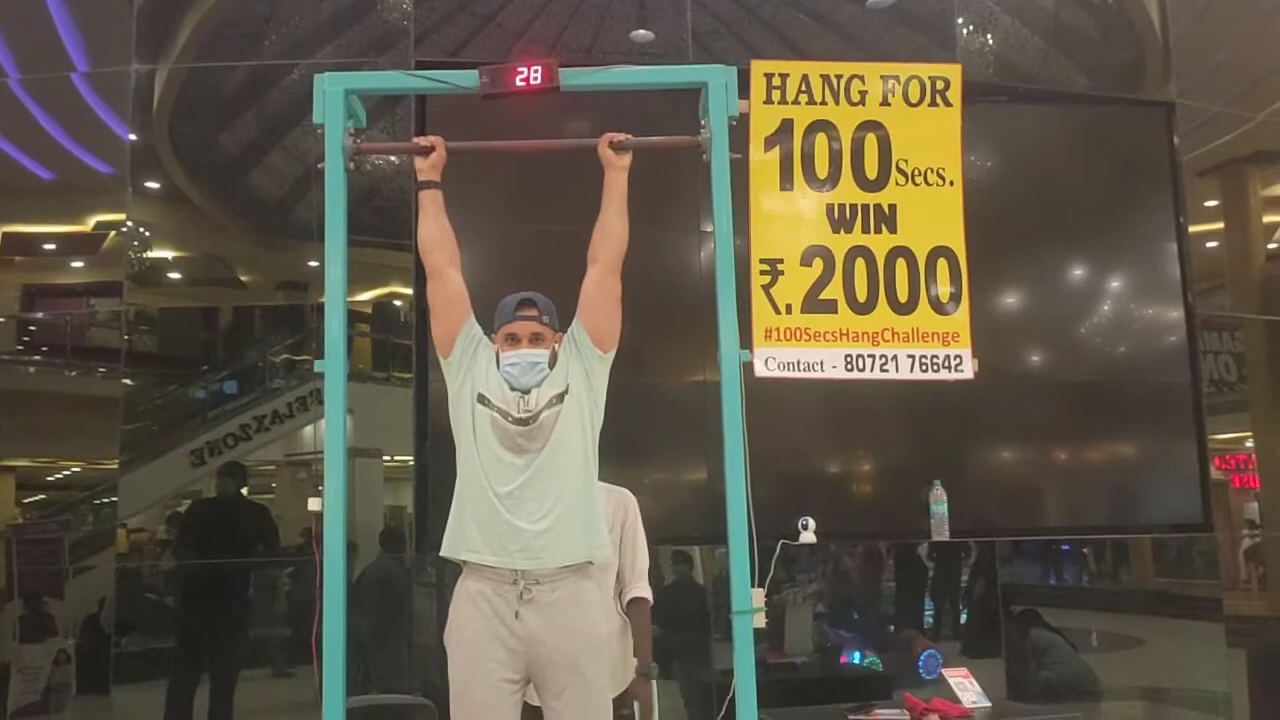 28
HANG FOR
100 Secs.
WIN
₹.2000
#100SecsHangChallenge
Contact - 80721 76642
RELAXZONE